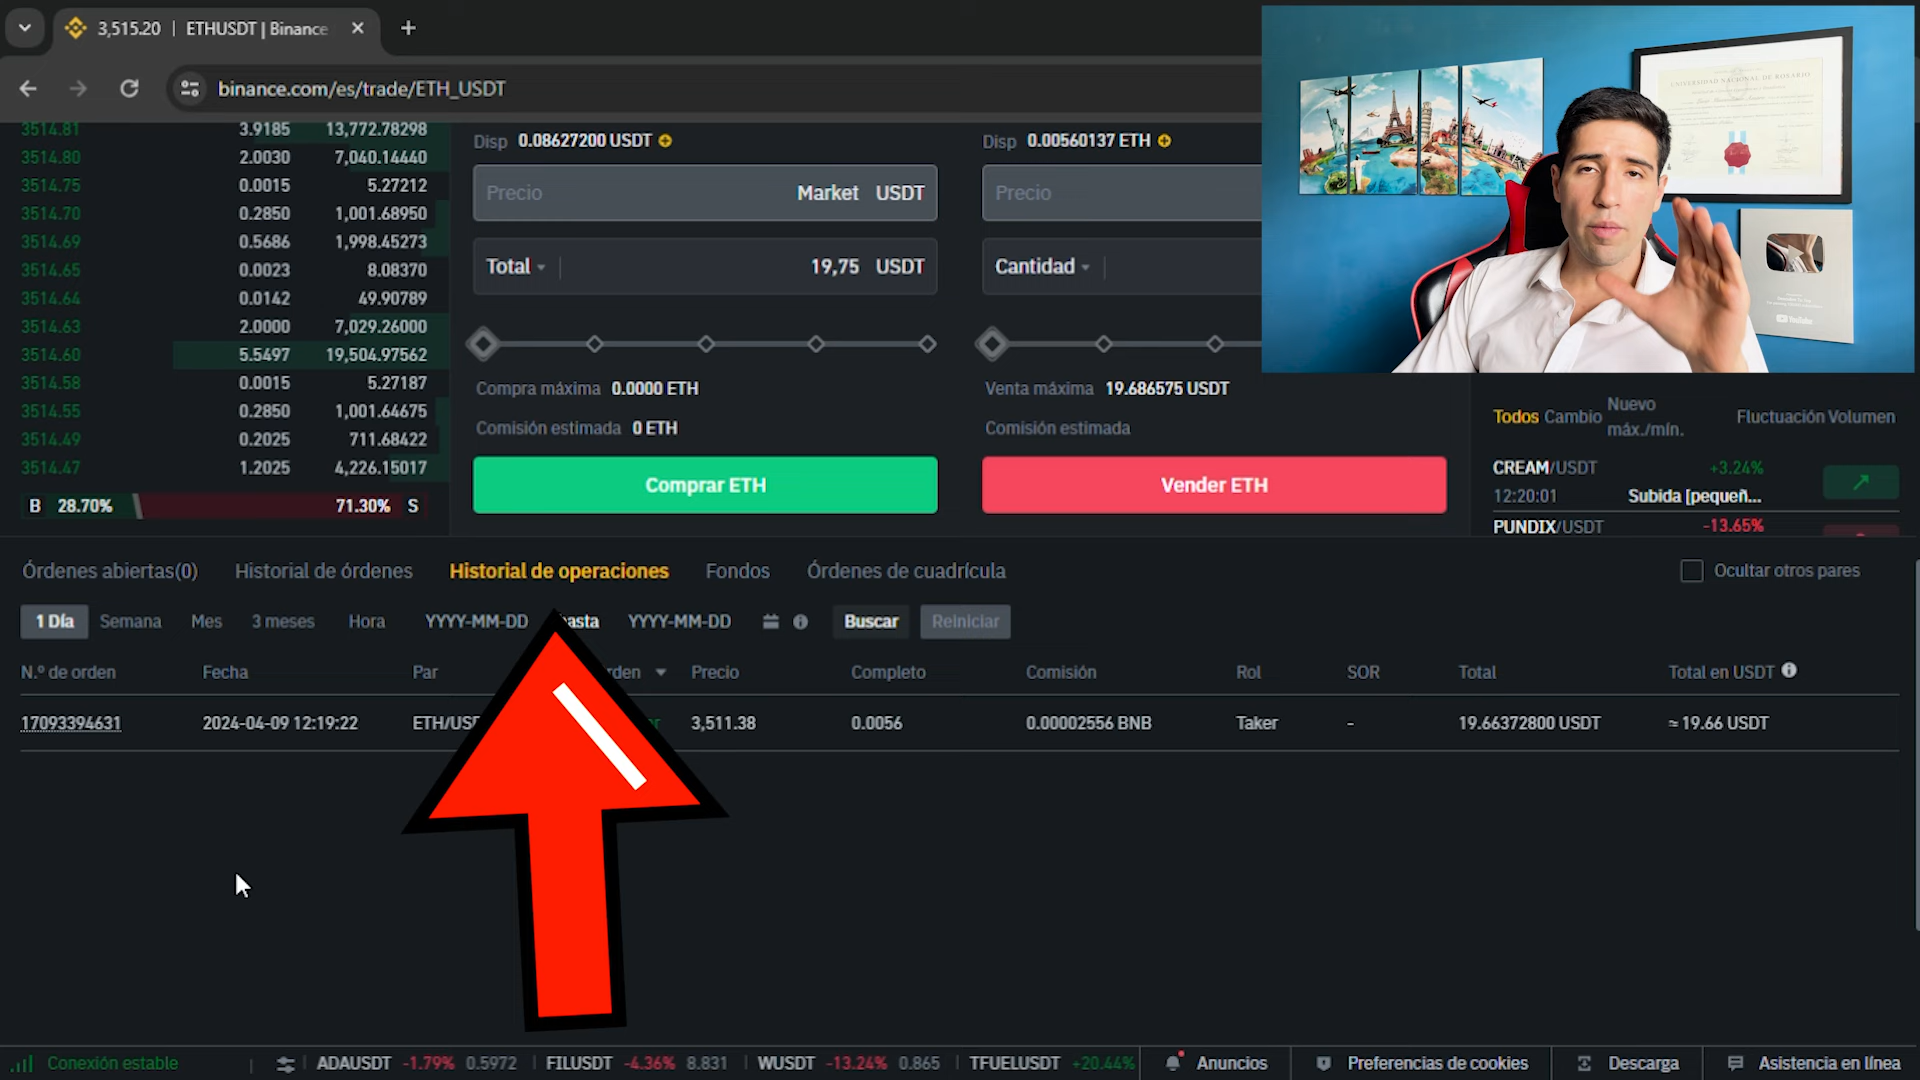 3,515.20 | ETHUSDT | Binance
binance.com/es/trade/ETH_USDT
3514.81 3.9185 13,772.78298
3514.80 2.0030 7,040.14440
3514.75 0.0015 5.27212
3514.70 0.2850 1,001.68950
3514.69 0.5686 1,998.45273
3514.65 0.0023 8.08370
3514.64 0.0142 49.90789
3514.63 2.0000 7,029.26000
3514.60 5.5497 19,504.97562
3514.58 0.0015 5.27187
3514.55 0.2850 1,001.64675
3514.49 0.2025 711.68422
3514.47 1.2025 4,226.15017
B 28.70% 71.30% S
Disp 0.08627200 USDT
Precio Market USDT
Total 19,75 USDT
Compra máxima 0.0000 ETH
Comisión estimada 0 ETH
Comprar ETH
Disp 0.00560137 ETH
Precio
Cantidad
Venta máxima 19.686575 USDT
Comisión estimada
Vender ETH
UNIVERSIDAD NACIONAL DE ROSARIO
YouTube
Todos Cambio Nuevo máx./mín. Fluctuación Volumen
CREAM/USDT +3.24%
12:20:01 Subida [pequeñ...
PUNDIX/USDT -13.65%
Órdenes abiertas(0) Historial de órdenes Historial de operaciones Fondos Órdenes de cuadrícula Ocultar otros pares
1 Día Semana Mes 3 meses Hora YYYY-MM-DD hasta YYYY-MM-DD Buscar Reiniciar
N.º de orden Fecha Par rden Precio Completo Comisión Rol SOR Total Total en USDT
17093394631 2024-04-09 12:19:22 ETH/USD r 3,511.38 0.0056 0.00002556 BNB Taker - 19.66372800 USDT ≈ 19.66 USDT
Conexión estable ADAUSDT -1.79% 0.5972 FILUSDT -4.36% 8.831 WUSDT -13.24% 0.865 TFUELUSDT +20.44% Anuncios Preferencias de cookies Descarga Asistencia en línea